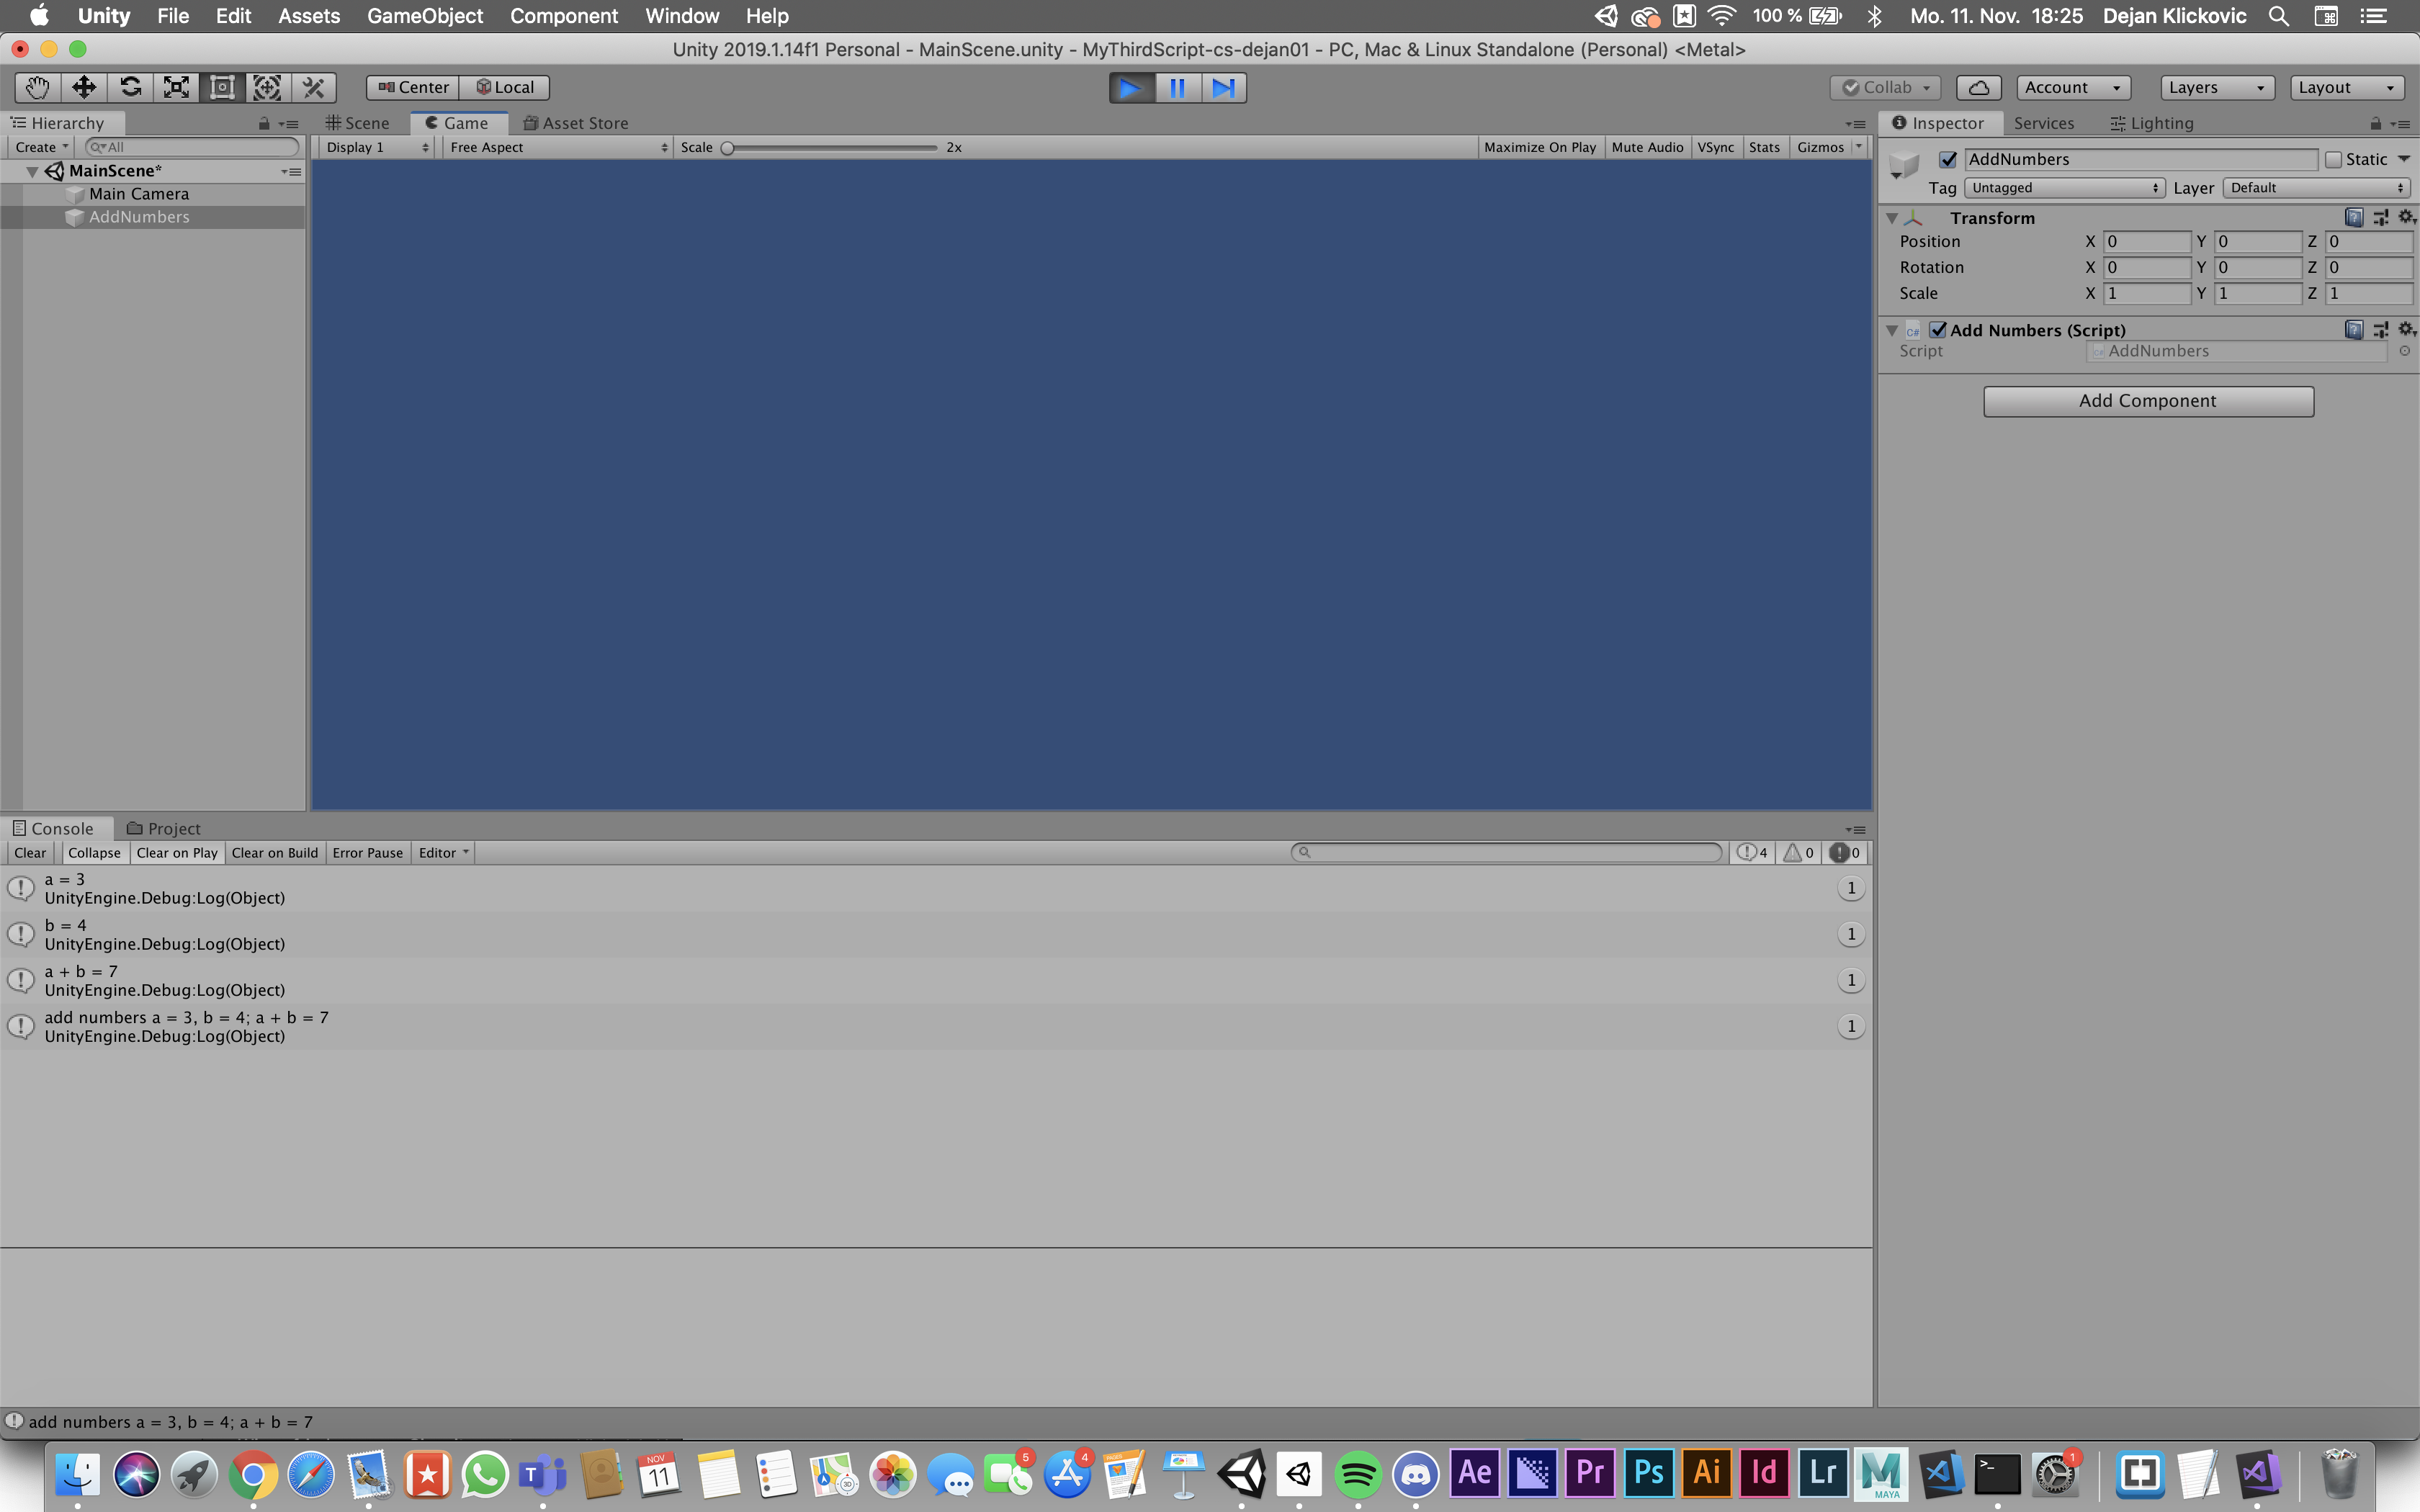 Unity File Edit Assets GameObject Component Window Help 100 % Mo. 11. Nov. 18:25 Dejan Klickovic
Unity 2019.1.14f1 Personal - MainScene.unity - MyThirdScript-cs-dejan01 - PC, Mac & Linux Standalone (Personal) <Metal>
Center Local Collab Account Layers Layout
Hierarchy
Create All
MainScene*
Main Camera
AddNumbers
Scene Game Asset Store
Display 1 Free Aspect Scale 2x Maximize On Play Mute Audio VSync Stats Gizmos
Inspector Services Lighting
AddNumbers Static
Tag Untagged Layer Default
Transform
Position X 0 Y 0 Z 0
Rotation X 0 Y 0 Z 0
Scale X 1 Y 1 Z 1
C# Add Numbers (Script)
Script AddNumbers
Add Component
Console Project
Clear Collapse Clear on Play Clear on Build Error Pause Editor 4 0 0
a = 3 1
UnityEngine.Debug:Log(Object)
b = 4 1
UnityEngine.Debug:Log(Object)
a + b = 7 1
UnityEngine.Debug:Log(Object)
add numbers a = 3, b = 4; a + b = 7 1
UnityEngine.Debug:Log(Object)
add numbers a = 3, b = 4; a + b = 7
NOV 11 3D 5 4 Ae Pr Ps Ai Id Lr M MAYA >_ 1